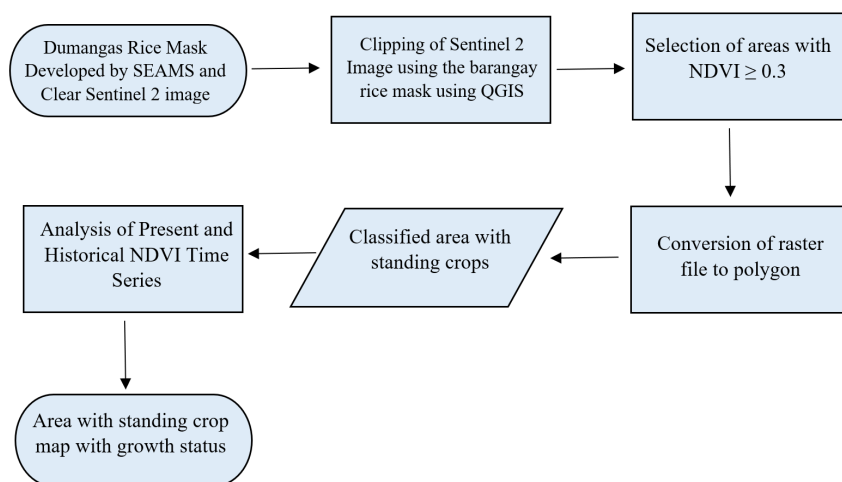 Dumangas Rice Mask
Developed by SEAMS and
Clear Sentinel 2 image
Clipping of Sentinel 2
Image using the barangay
rice mask using QGIS
Selection of areas with
NDVI ≥ 0.3
Conversion of raster
file to polygon
Classified area with
standing crops
Analysis of Present and
Historical NDVI Time
Series
Area with standing crop
map with growth status